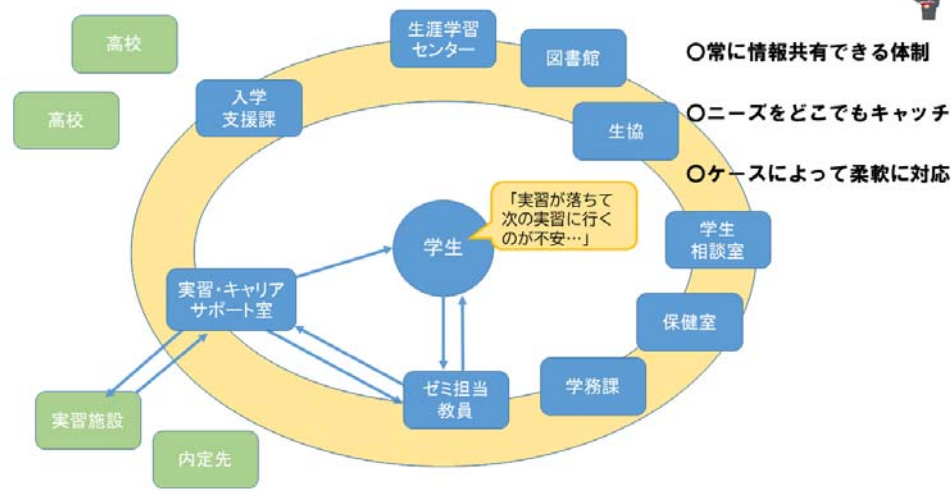 高校
高校
入学
支援課
生涯学習
センター
図書館
生協
〇常に情報共有できる体制
〇ニーズをどこでもキャッチ
〇ケースによって柔軟に対応
学生
「実習が落ちて
次の実習に行く
のが不安…」
学生
相談室
実習・キャリア
サポート室
保健室
ゼミ担当
教員
学務課
実習施設
内定先